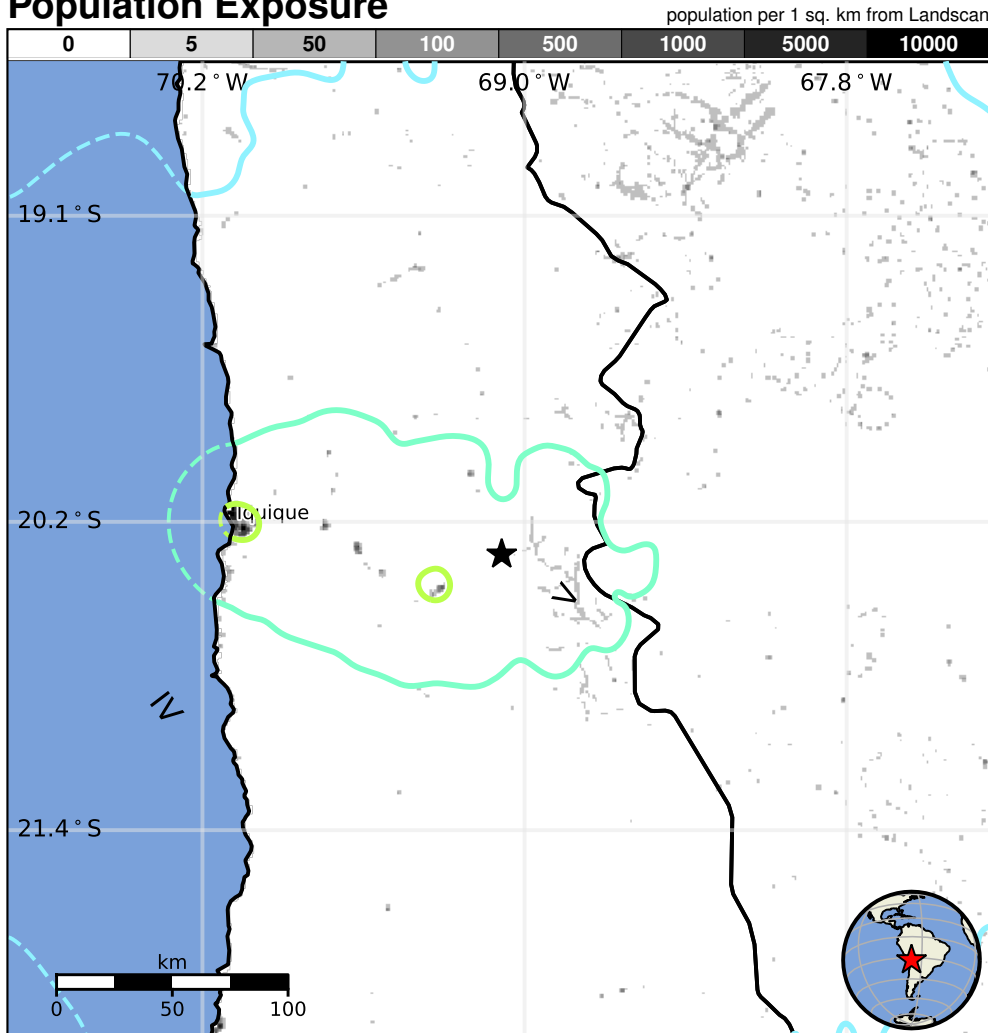 Population Exposure
population per 1 sq. km from Landscan
0 5 50 100 500 1000 5000 10000
70.2°W 69.0°W 67.8°W
19.1°S
Iquique
20.2°S
V
IV
21.4°S
km
0 50 100